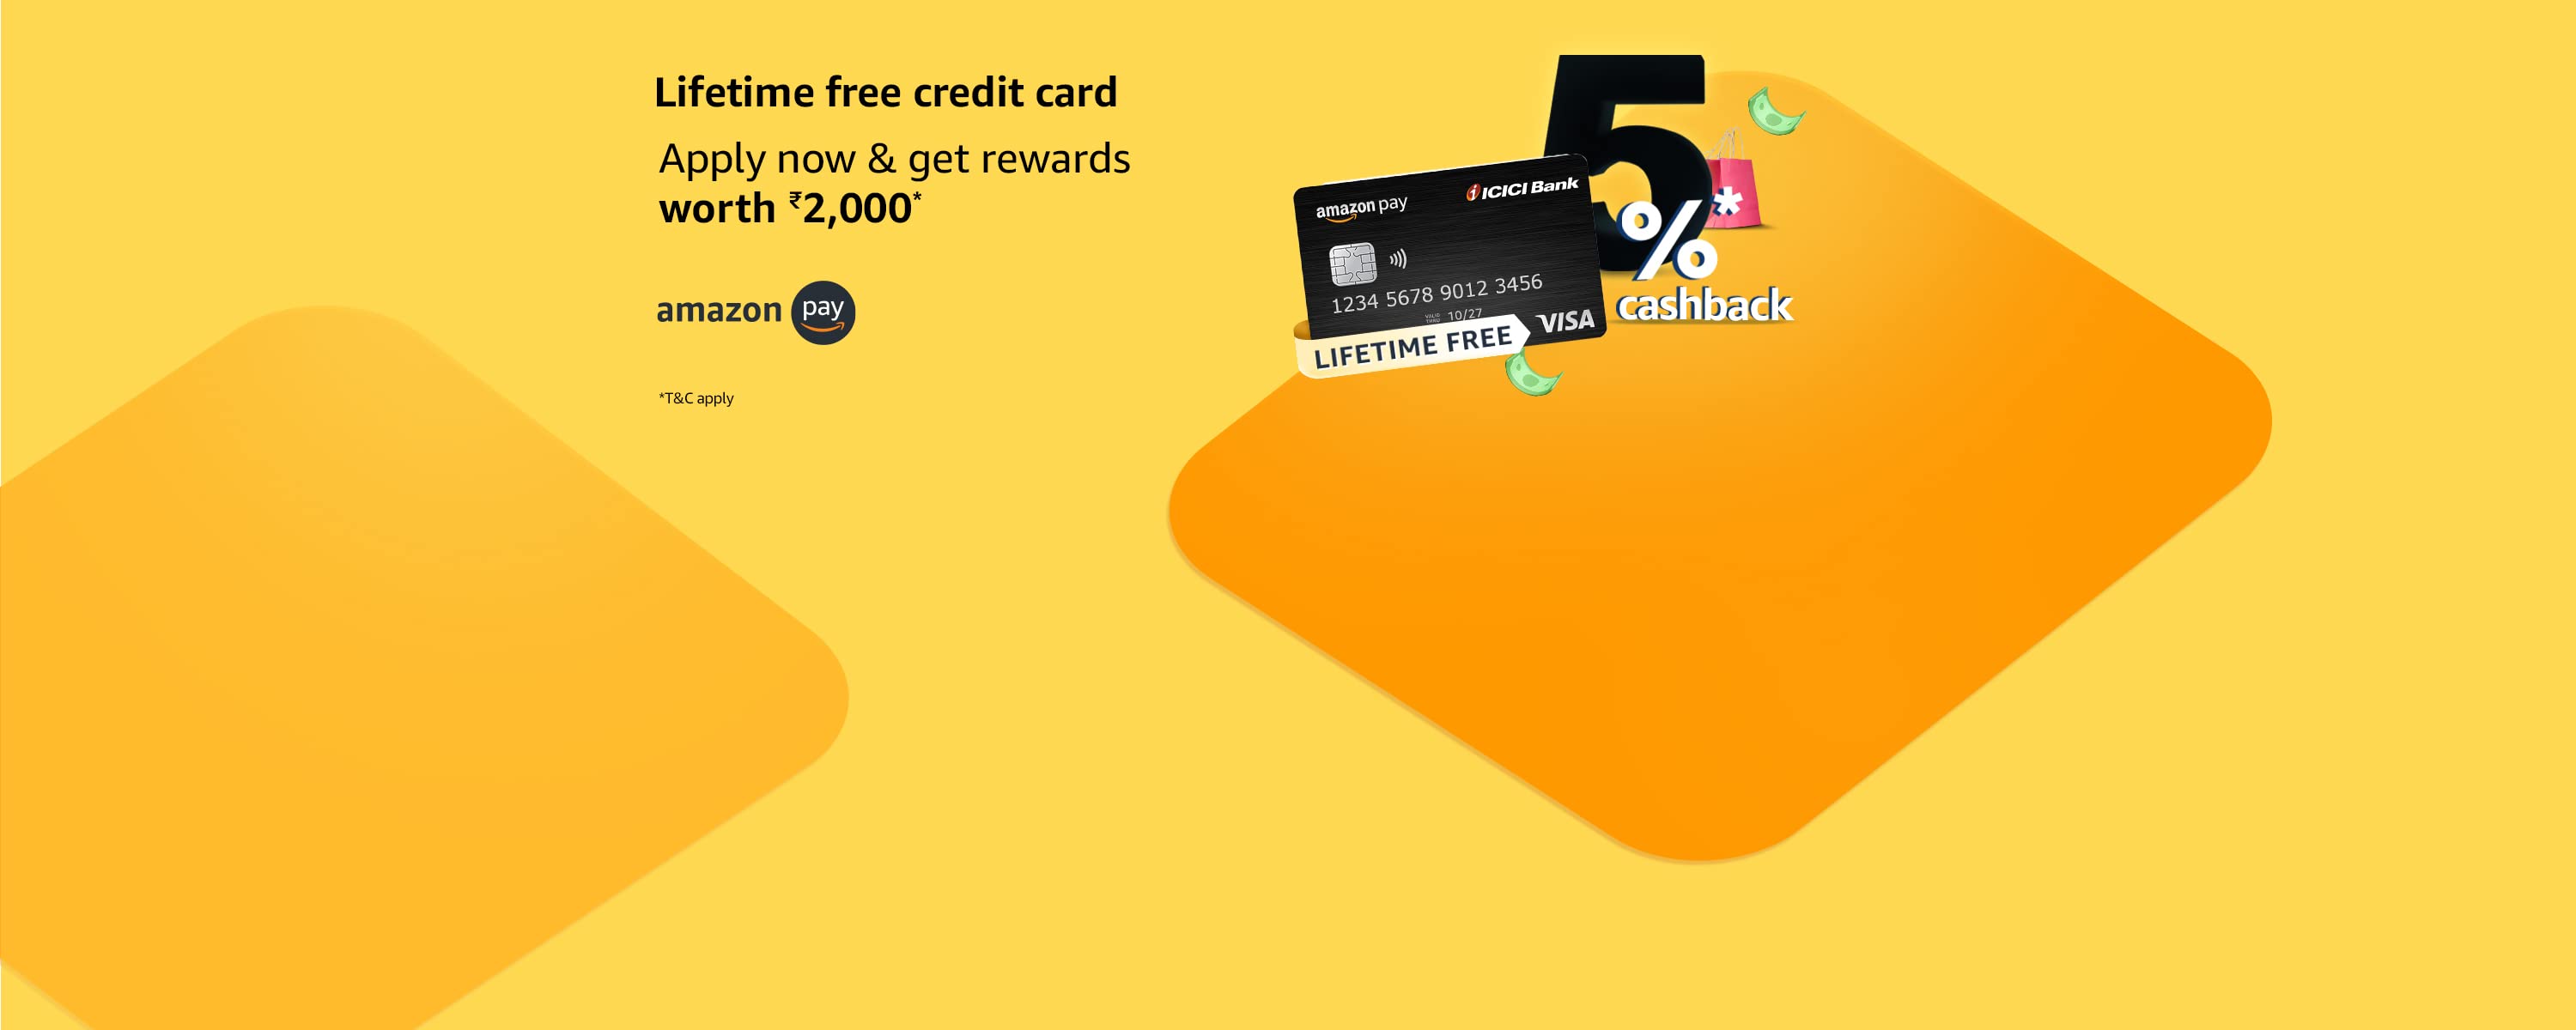 Lifetime free credit card
Apply now & get rewards
worth ₹2,000*
amazon pay
*T&C apply
5
%*
cashback
amazon pay
ICICI Bank
1234 5678 9012 3456
VALID
THRU
10/27
VISA
LIFETIME FREE